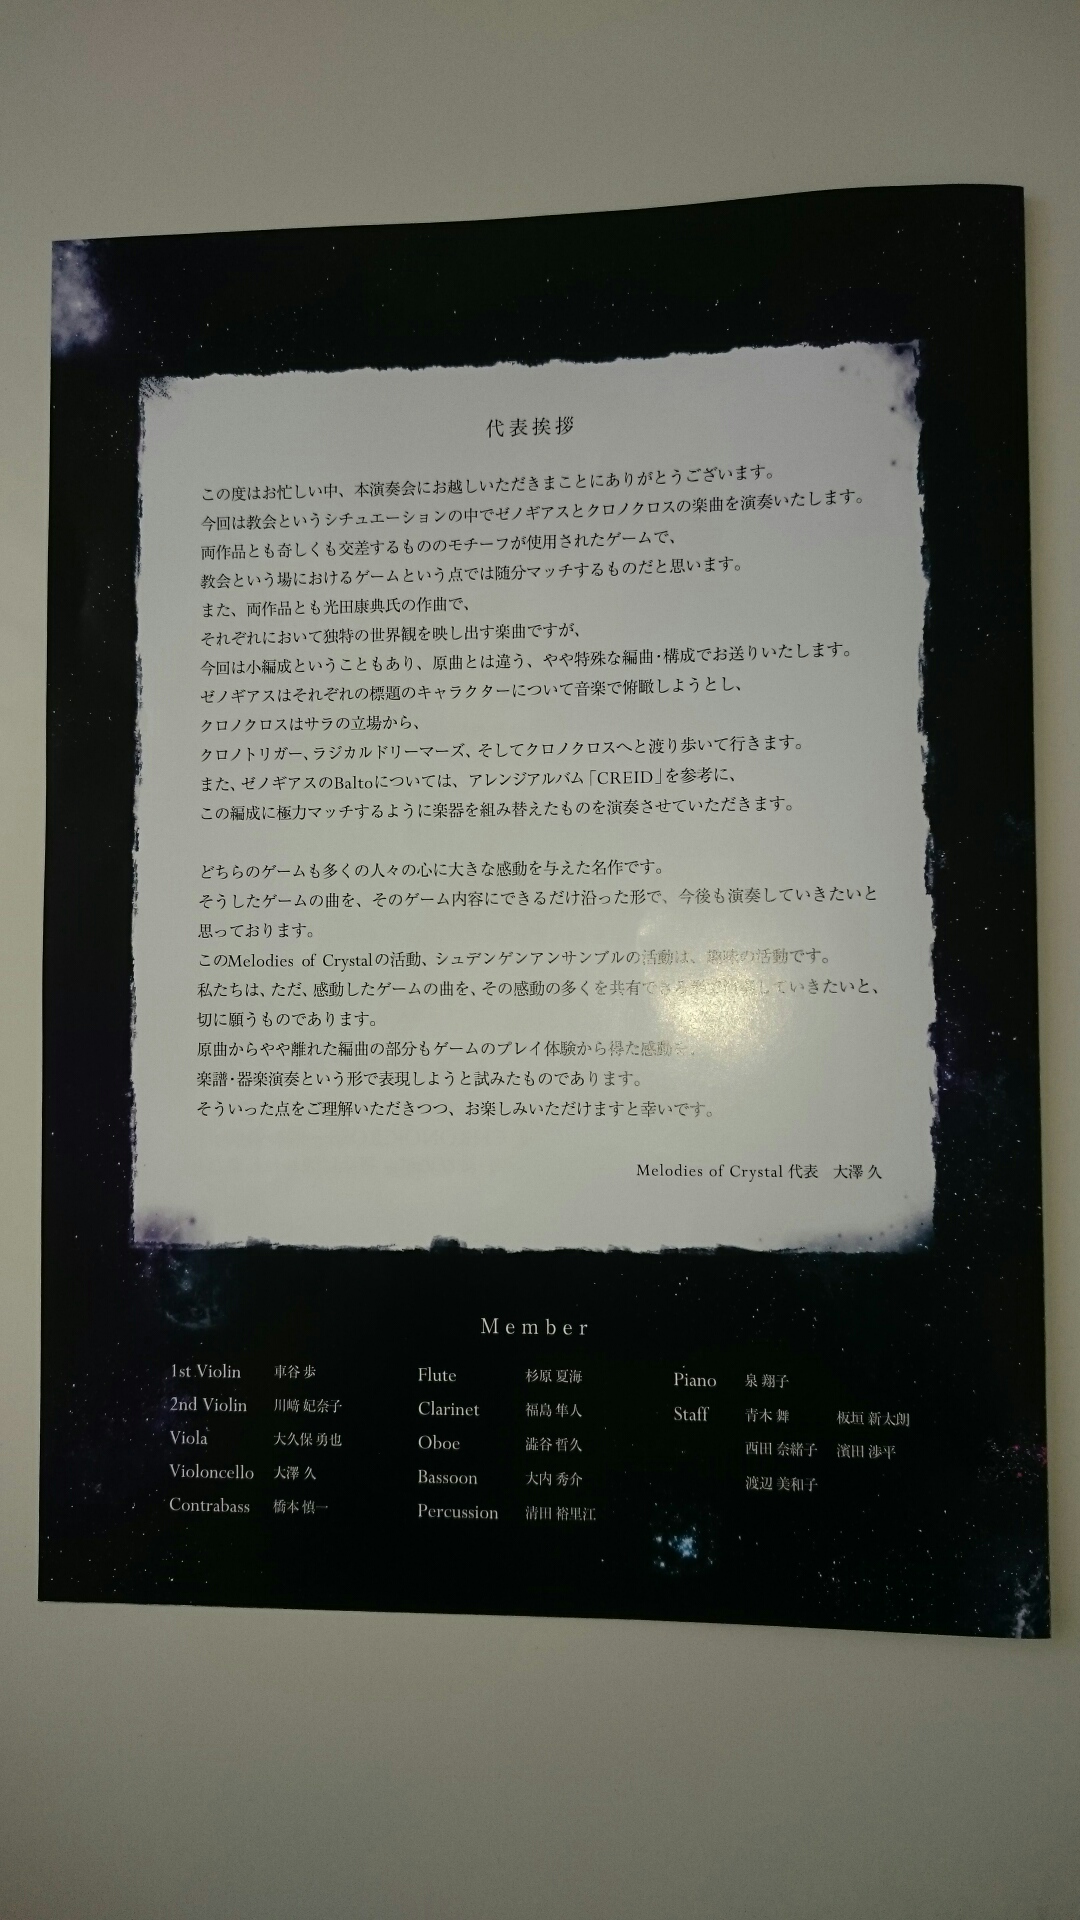 代表挨拶
この度はお忙しい中、本演奏会にお越しいただきまことにありがとうございます。
今回は教会というシチュエーションの中でゼノギアスとクロノクロスの楽曲を演奏いたします。
両作品とも奇しくも交差するもののモチーフが使用されたゲームで、
教会という場におけるゲームという点では随分マッチするものだと思います。
また、両作品とも光田康典氏の作曲で、
それぞれにおいて独特の世界観を映し出す楽曲ですが、
今回は小編成ということもあり、原曲とは違う、やや特殊な編曲・構成でお送りいたします。
ゼノギアスはそれぞれの標題のキャラクターについて音楽で俯瞰しようとし、
クロノクロスはサラの立場から、
クロノトリガー、ラジカルドリーマーズ、そしてクロノクロスへと渡り歩いて行きます。
また、ゼノギアスのBaltoについては、アレンジアルバム「CREID」を参考に、
この編成に極力マッチするように楽器を組み替えたものを演奏させていただきます。
どちらのゲームも多くの人々の心に大きな感動を与えた名作です。
そうしたゲームの曲を、そのゲーム内容にできるだけ沿った形で、今後も演奏していきたいと
思っております。
このMelodies of Crystalの活動、シュデンゲンアンサンブルの活動は、趣味の活動です。
私たちは、ただ、感動したゲームの曲を、その感動の多くを共有でき していきたいと、
切に願うものであります。
原曲からやや離れた編曲の部分もゲームのプレイ体験から得た感動を、
楽譜・器楽演奏という形で表現しようと試みたものであります。
そういった点をご理解いただきつつ、お楽しみいただけますと幸いです。
Melodies of Crystal 代表 大澤 久
Member
1st Violin 車谷 歩
2nd Violin 川﨑 妃奈子
Viola 大久保 勇也
Violoncello 大澤 久
Contrabass 橋本 慎一
Flute 杉原 夏海
Clarinet 福島 隼人
Oboe 澁谷 哲久
Bassoon 大内 秀介
Percussion 清田 裕里江
Piano 泉 翔子
Staff 青木 舞 板垣 新太朗
西田 奈緒子 濱田 渉平
渡辺 美和子